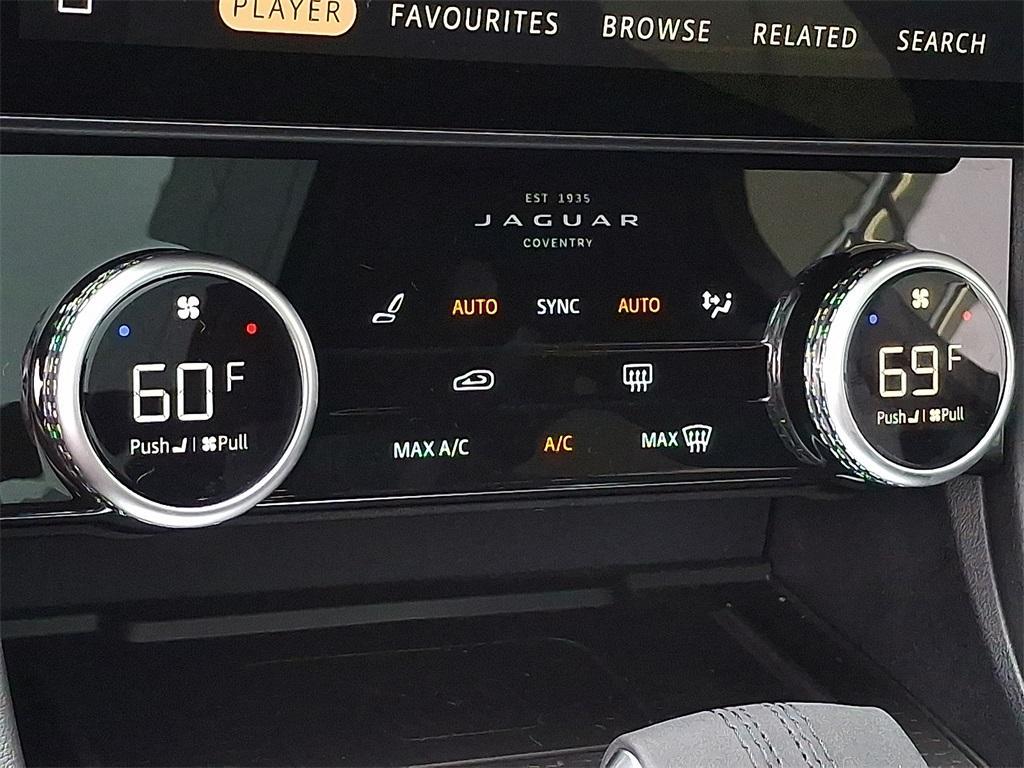 PLAYER FAVOURITES BROWSE RELATED SEARCH
EST 1935
JAGUAR
COVENTRY
AUTO SYNC AUTO
60 F
Push | Pull
69 F
Push | Pull
MAX A/C A/C MAX